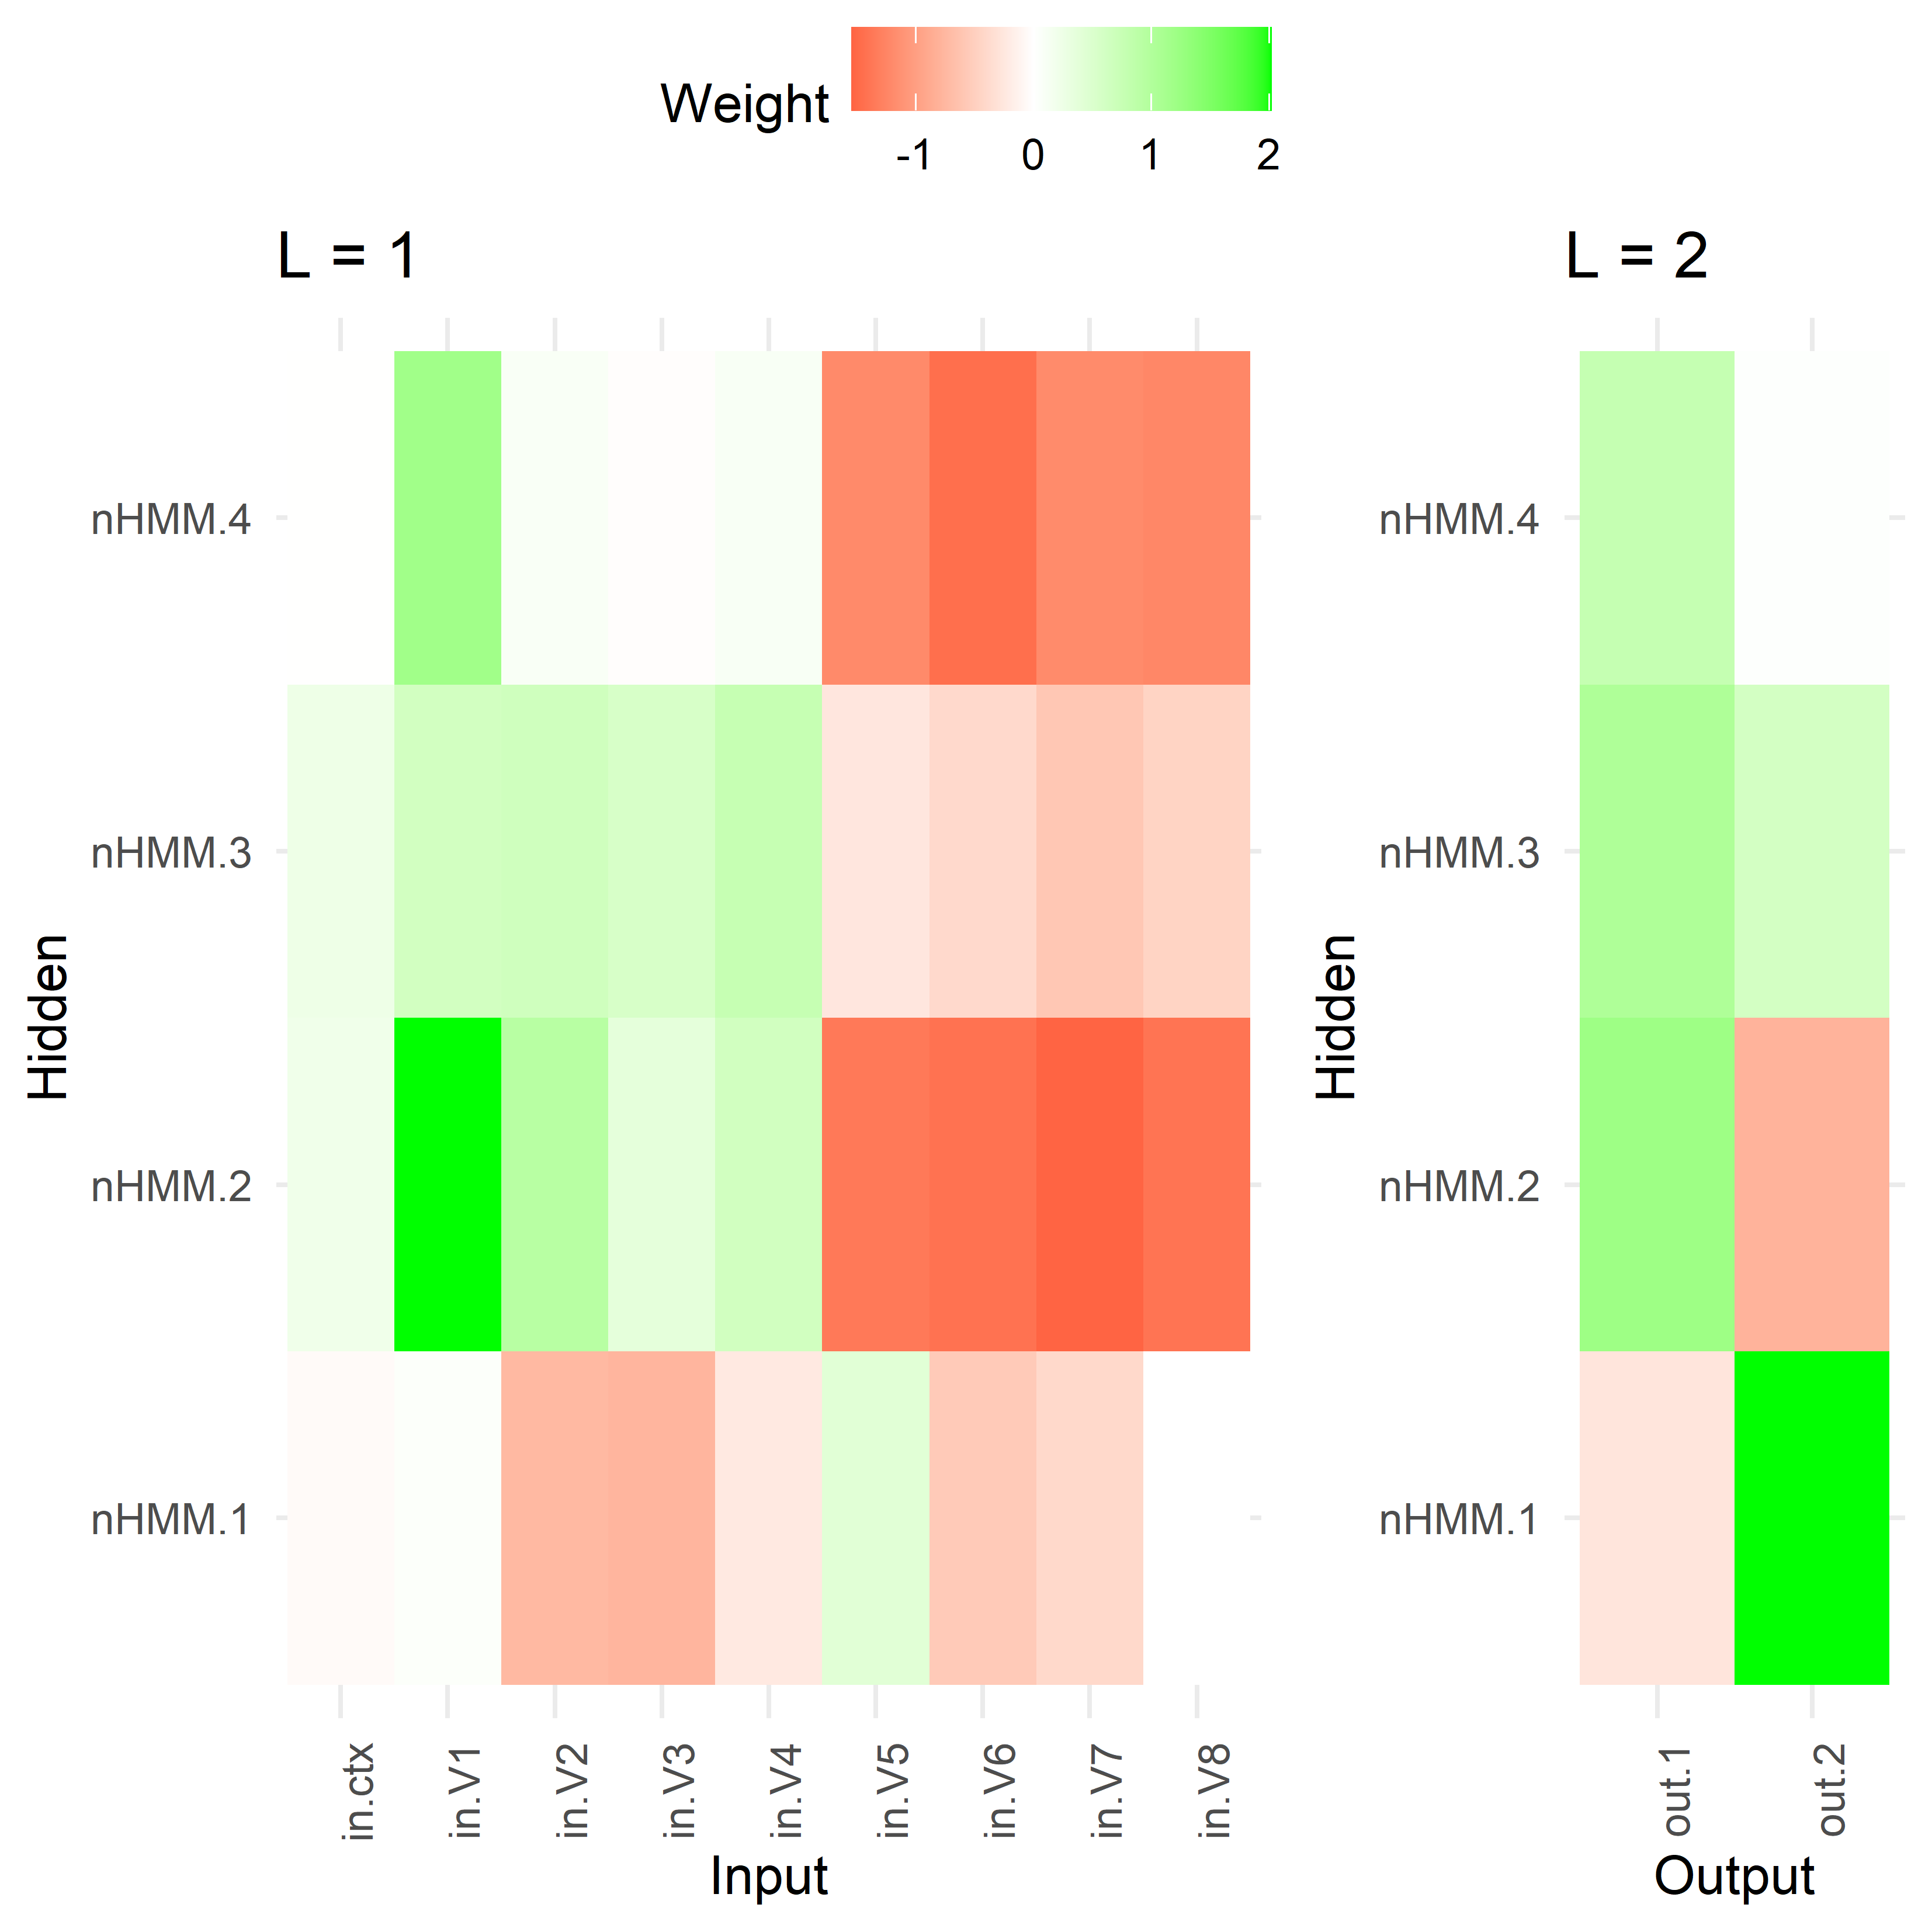 Weight
-1 0 1 2
L = 1
L = 2
Hidden
nHMM.4
nHMM.3
nHMM.2
nHMM.1
in.ctx
in.V1
in.V2
in.V3
in.V4
in.V5
in.V6
in.V7
in.V8
Input
Hidden
nHMM.4
nHMM.3
nHMM.2
nHMM.1
out.1
out.2
Output